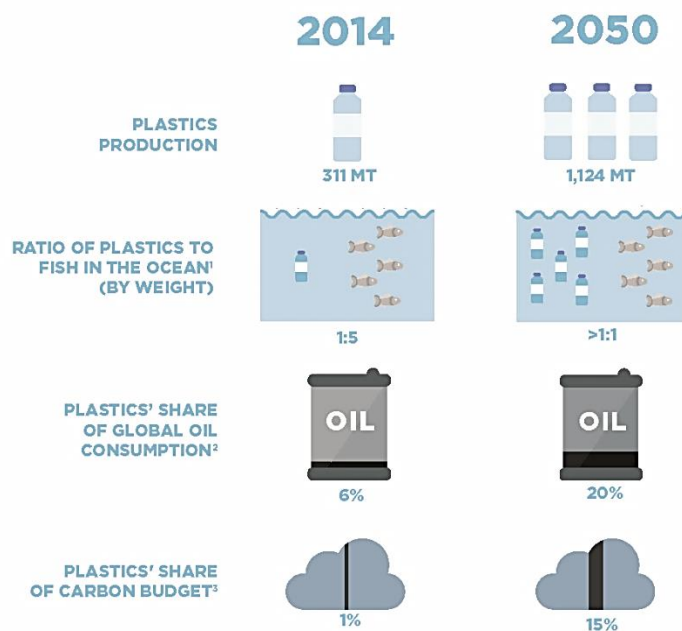 2014 2050
PLASTICS
PRODUCTION
311 MT 1,124 MT
RATIO OF PLASTICS TO
FISH IN THE OCEAN¹
(BY WEIGHT)
1:5 >1:1
PLASTICS' SHARE
OF GLOBAL OIL
CONSUMPTION²
OIL OIL
6% 20%
PLASTICS' SHARE
OF CARBON BUDGET³
1% 15%